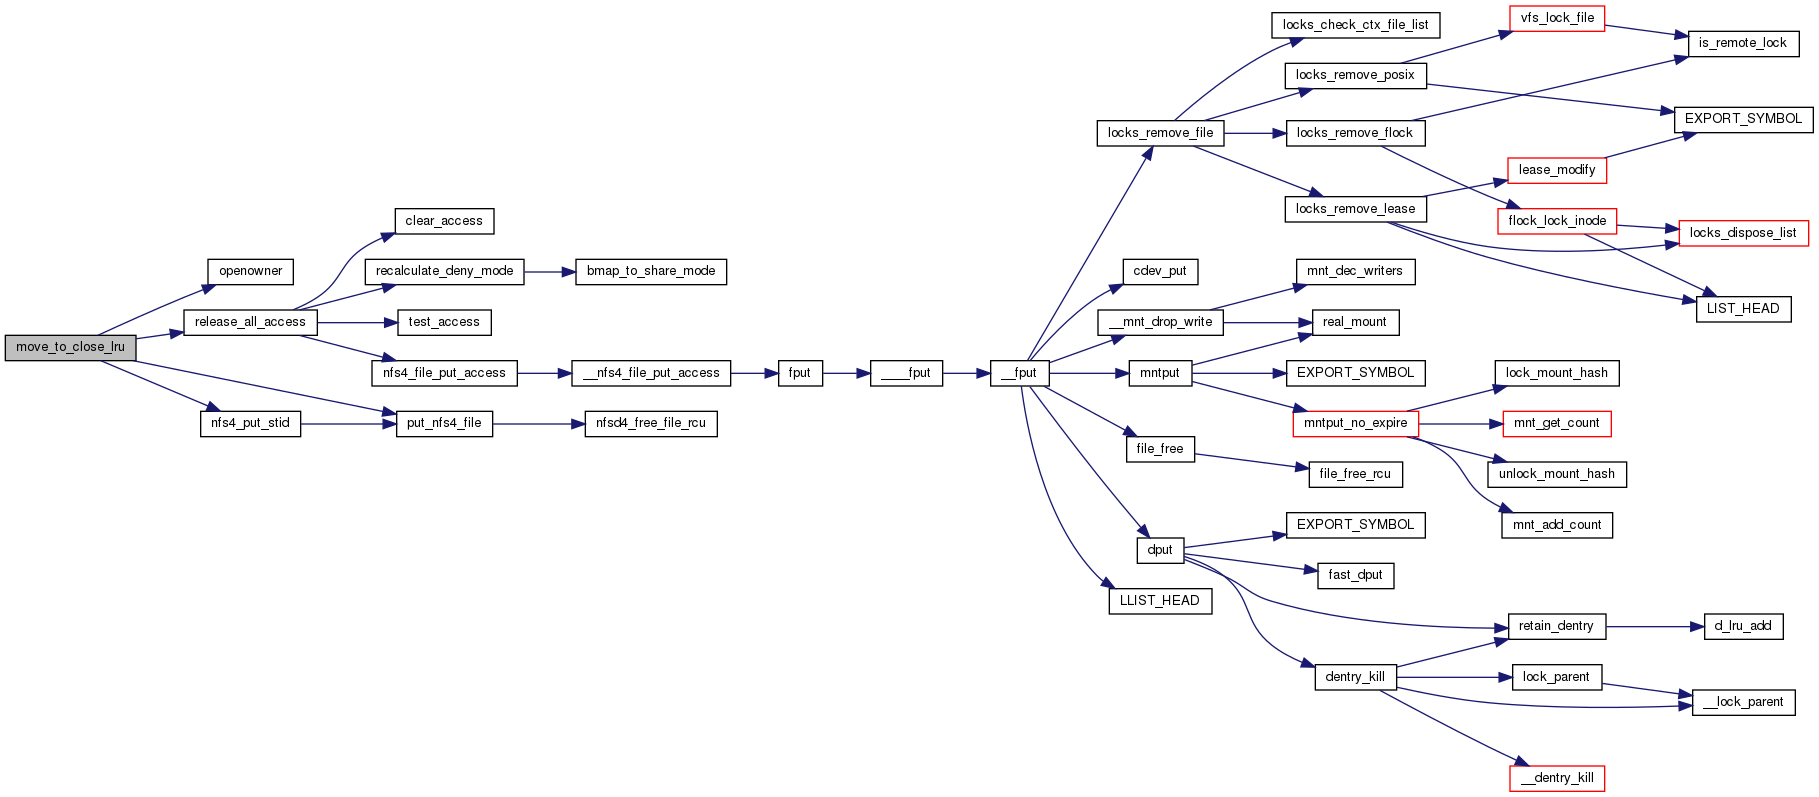 move_to_close_lru
openowner
release_all_access
nfs4_put_stid
clear_access
recalculate_deny_mode
test_access
nfs4_file_put_access
put_nfs4_file
bmap_to_share_mode
__nfs4_file_put_access
nfsd4_free_file_rcu
fput
____fput
__fput
locks_remove_file
cdev_put
__mnt_drop_write
mntput
file_free
dput
LLIST_HEAD
locks_check_ctx_file_list
locks_remove_posix
locks_remove_flock
locks_remove_lease
mnt_dec_writers
real_mount
EXPORT_SYMBOL
mntput_no_expire
file_free_rcu
EXPORT_SYMBOL
fast_dput
dentry_kill
vfs_lock_file
lease_modify
flock_lock_inode
lock_mount_hash
mnt_get_count
unlock_mount_hash
mnt_add_count
retain_dentry
lock_parent
__dentry_kill
is_remote_lock
EXPORT_SYMBOL
locks_dispose_list
LIST_HEAD
d_lru_add
__lock_parent